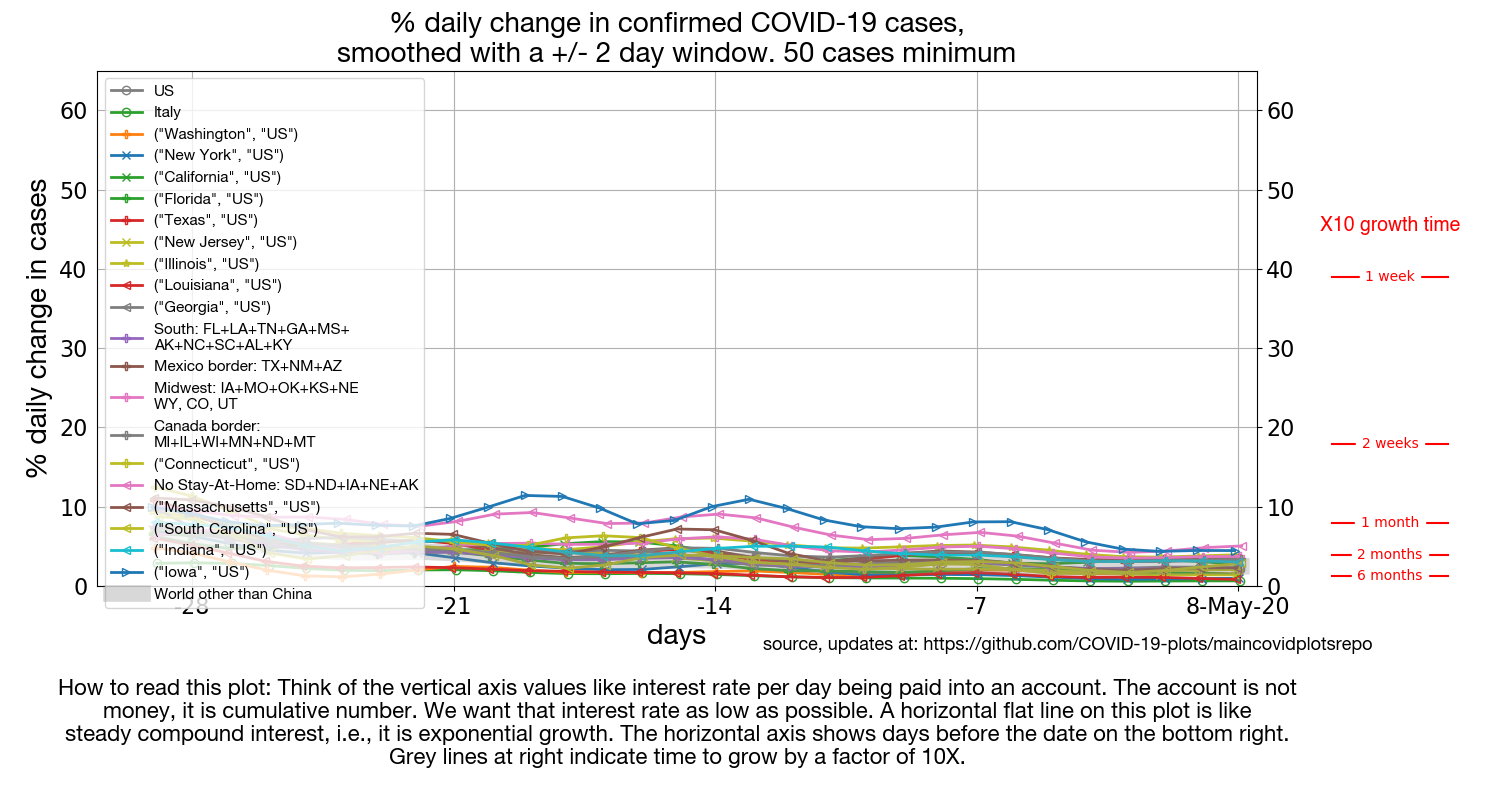 % daily change in confirmed COVID-19 cases,
smoothed with a +/- 2 day window. 50 cases minimum
% daily change in cases
60
50
40
30
20
10
0
US
Italy
("Washington", "US")
("New York", "US")
("California", "US")
("Florida", "US")
("Texas", "US")
("New Jersey", "US")
("Illinois", "US")
("Louisiana", "US")
("Georgia", "US")
South: FL+LA+TN+GA+MS+
AK+NC+SC+AL+KY
Mexico border: TX+NM+AZ
Midwest: IA+MO+OK+KS+NE
WY, CO, UT
Canada border:
MI+IL+WI+MN+ND+MT
("Connecticut", "US")
No Stay-At-Home: SD+ND+IA+NE+AK
("Massachusetts", "US")
("South Carolina", "US")
("Indiana", "US")
("Iowa", "US")
World other than China
60
50
40
30
20
10
0
X10 growth time
1 week
2 weeks
1 month
2 months
6 months
-28
-21
-14
-7
8-May-20
days
source, updates at: https://github.com/COVID-19-plots/maincovidplotsrepo
How to read this plot: Think of the vertical axis values like interest rate per day being paid into an account. The account is not
money, it is cumulative number. We want that interest rate as low as possible. A horizontal flat line on this plot is like
steady compound interest, i.e., it is exponential growth. The horizontal axis shows days before the date on the bottom right.
Grey lines at right indicate time to grow by a factor of 10X.